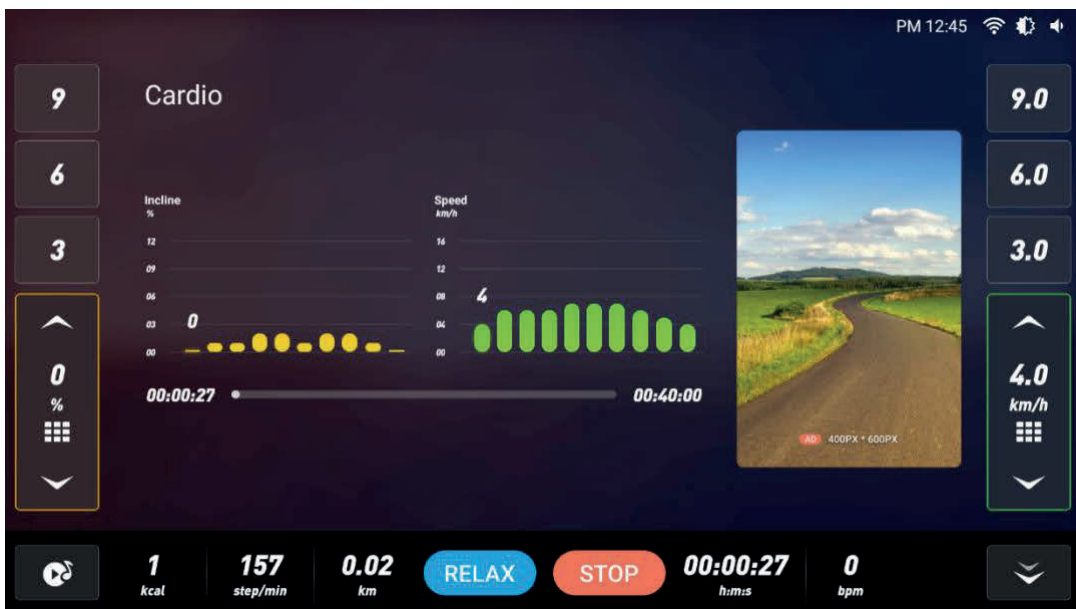 PM 12:45
9
6
3
0
%
Cardio
Incline
%
12
09
06
03
00
0
Speed
km/h
16
12
08
04
00
4
00:00:27
00:40:00
AD 400PX * 600PX
9.0
6.0
3.0
4.0
km/h
1
kcal
157
step/min
0.02
km
RELAX
STOP
00:00:27
h:m:s
0
bpm